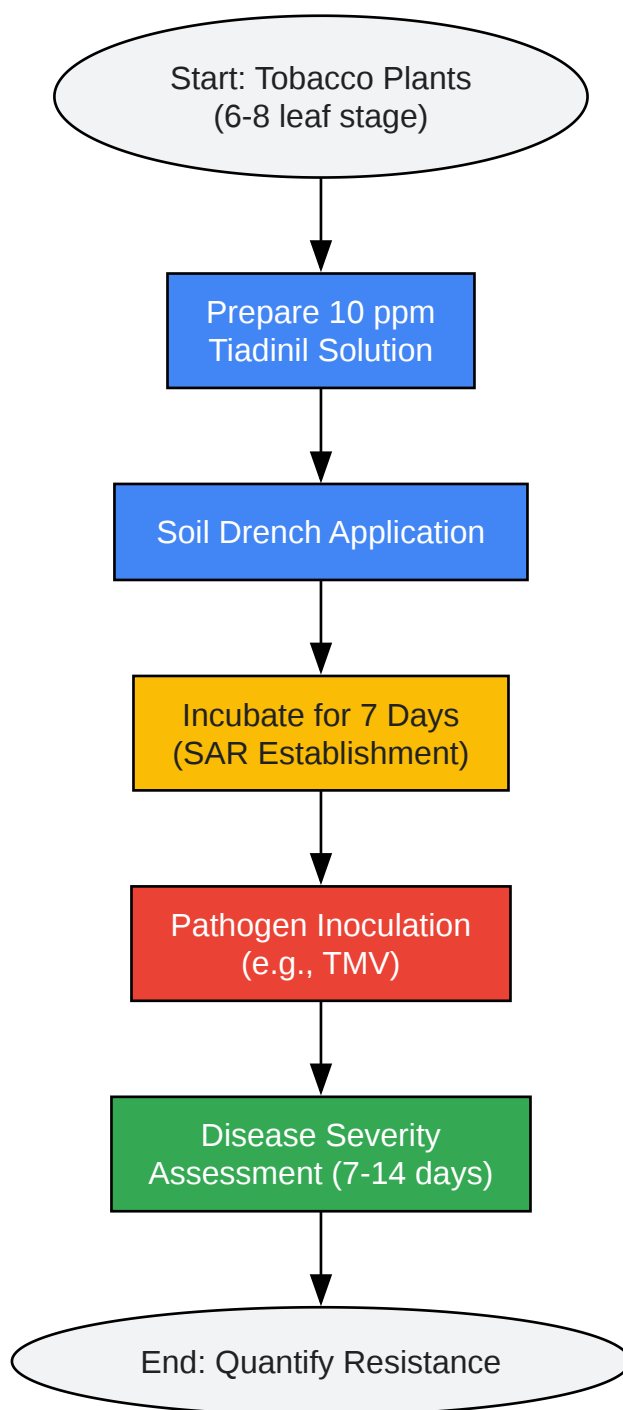 Start: Tobacco Plants
(6-8 leaf stage)
Prepare 10 ppm
Tiadinil Solution
Soil Drench Application
Incubate for 7 Days
(SAR Establishment)
Pathogen Inoculation
(e.g., TMV)
Disease Severity
Assessment (7-14 days)
End: Quantify Resistance